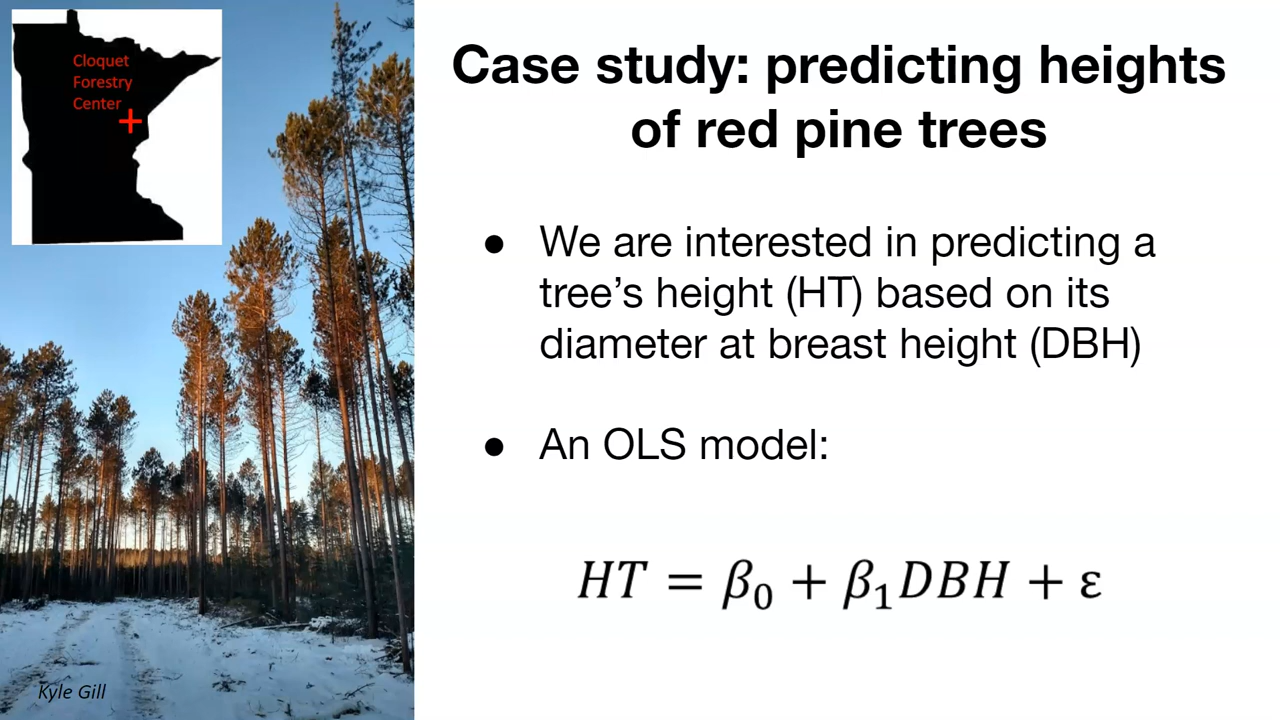 Cloquet
Forestry
Center
Kyle Gill
Case study: predicting heights
of red pine trees
● We are interested in predicting a
tree’s height (HT) based on its
diameter at breast height (DBH)
● An OLS model:
HT = β₀ + β₁DBH + ε